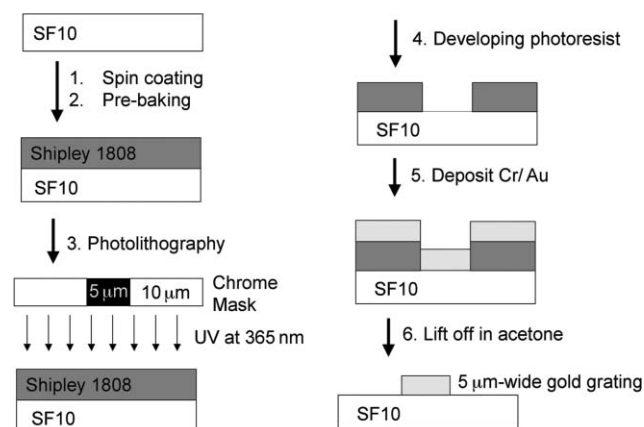 SF10
1. Spin coating
2. Pre-baking
Shipley 1808
SF10
3. Photolithography
5 μm 10 μm
Chrome
Mask
UV at 365 nm
Shipley 1808
SF10
4. Developing photoresist
SF10
5. Deposit Cr/ Au
SF10
6. Lift off in acetone
5 μm-wide gold grating
SF10